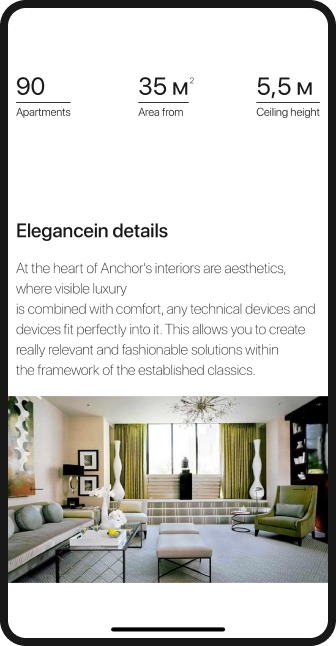 90 35 м² 5,5 м
Apartments Area from Ceiling height
Elegancein details
At the heart of Anchor's interiors are aesthetics,
where visible luxury
is combined with comfort, any technical devices and
devices fit perfectly into it. This allows you to create
really relevant and fashionable solutions within
the framework of the established classics.